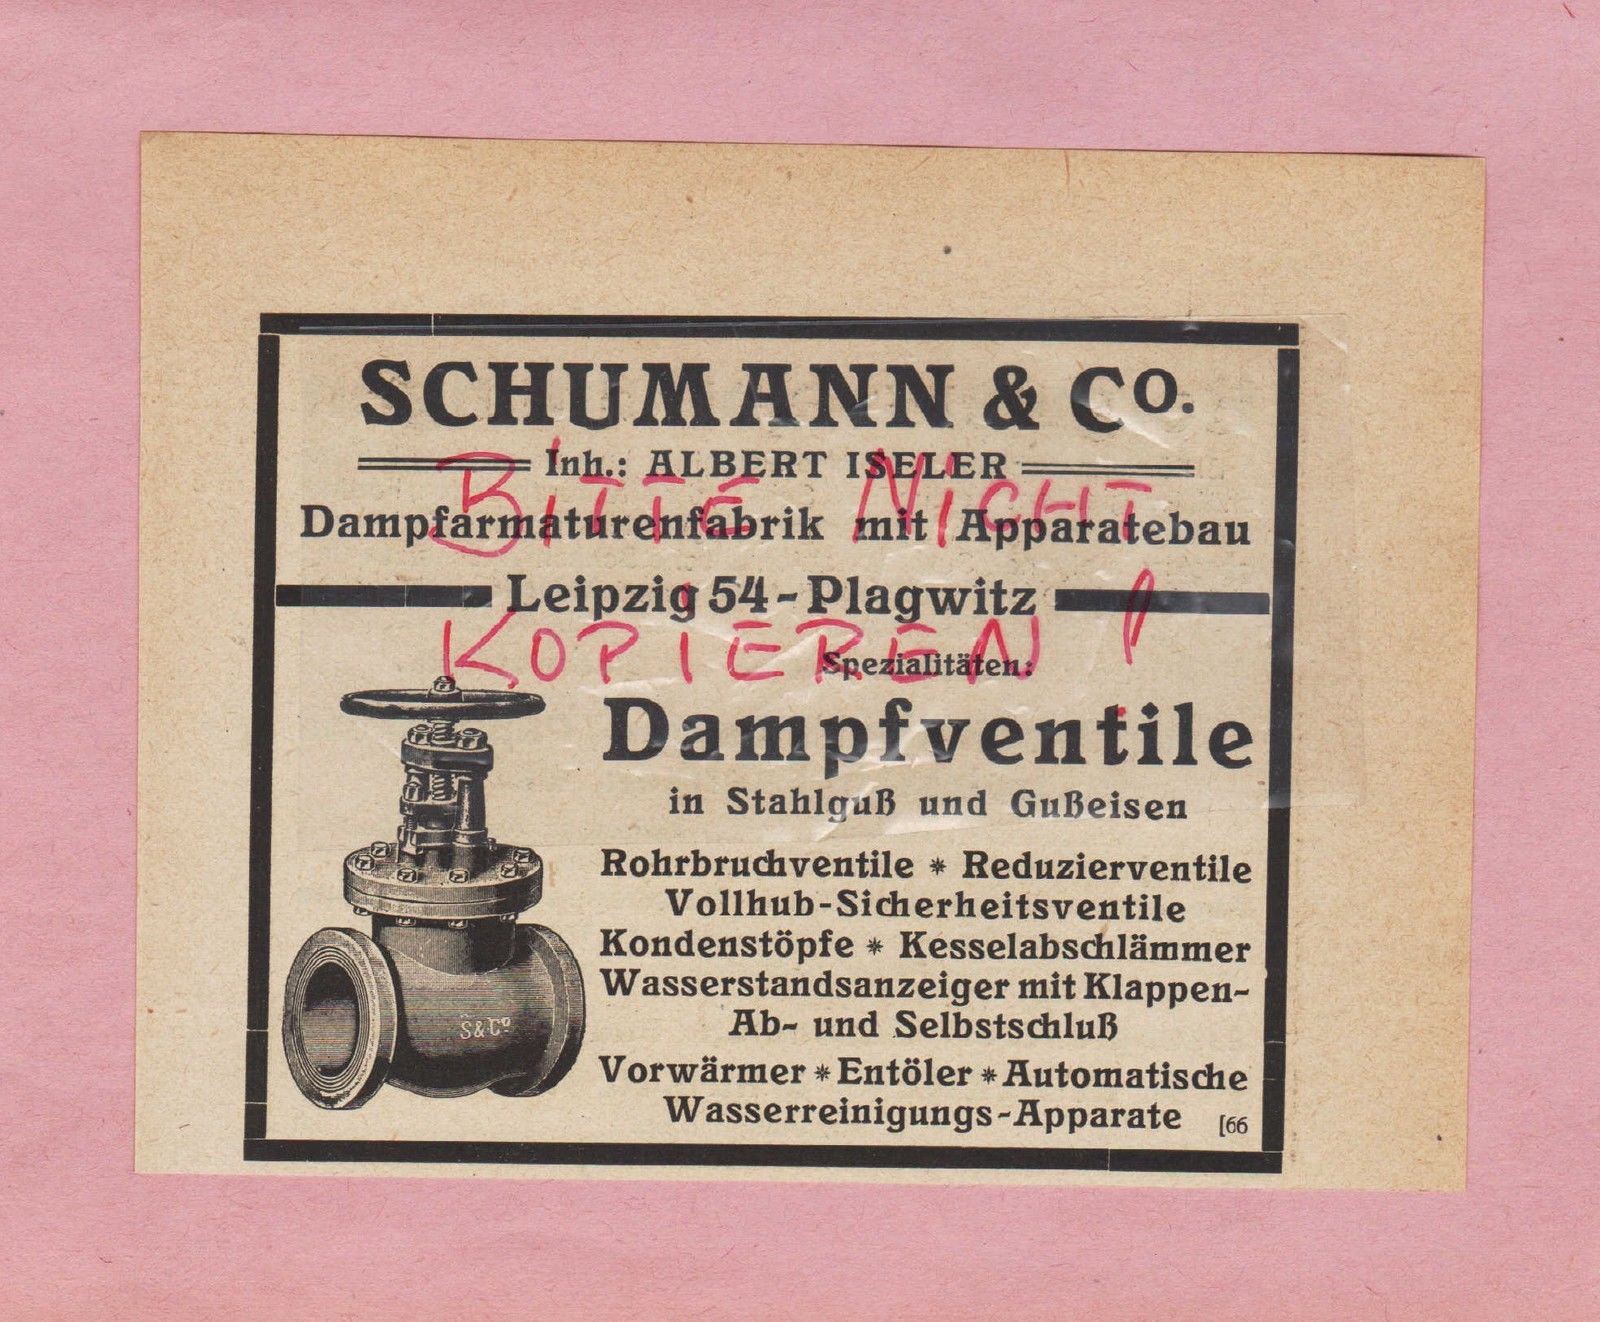 SCHUMANN & Co.
Inh.: ALBERT ISELER
BITTE NICHT
Dampfarmaturenfabrik mit Apparatebau
Leipzig 54-Plagwitz
KOPIEREN!
Spezialitäten:
Dampfventile
in Stahlguß und Gußeisen
Rohrbruchventile * Reduzierventile
Vollhub-Sicherheitsventile
Kondenstöpfe * Kesselabschlämmer
Wasserstandsanzeiger mit Klappen-
Ab- und Selbstschluß
S & Co
Vorwärmer * Entöler * Automatische
Wasserreinigungs-Apparate [66